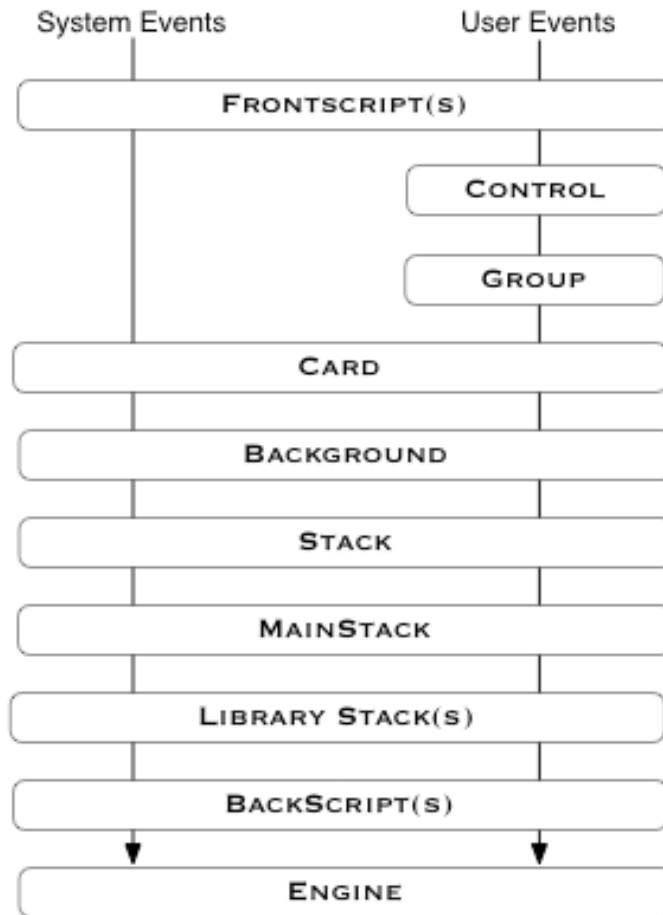 System Events User Events
FRONTSCRIPT(S)
CONTROL
GROUP
CARD
BACKGROUND
STACK
MAINSTACK
LIBRARY STACK(S)
BACKSCRIPT(S)
ENGINE